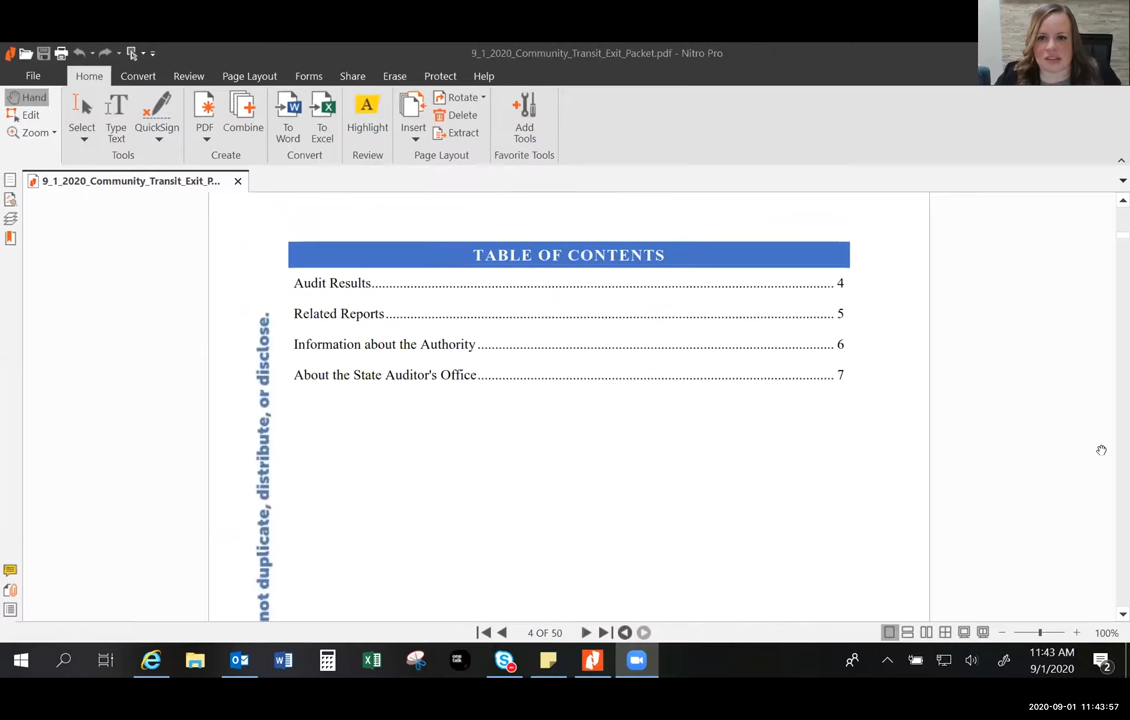 9_1_2020_Community_Transit_Exit_Packet.pdf - Nitro Pro
File Home Convert Review Page Layout Forms Share Erase Protect Help
Hand
Edit
Zoom
Select
Type Text
QuickSign
Tools
PDF
Combine
Create
To Word
To Excel
Convert
Highlight
Review
Insert
Rotate
Delete
Extract
Page Layout
Add Tools
Favorite Tools
9_1_2020_Community_Transit_Exit_P...
TABLE OF CONTENTS
Audit Results 4
Related Reports 5
Information about the Authority 6
About the State Auditor's Office 7
not duplicate, distribute, or disclose.
4 OF 50
100%
11:43 AM
9/1/2020
2
2020-09-01 11:43:57